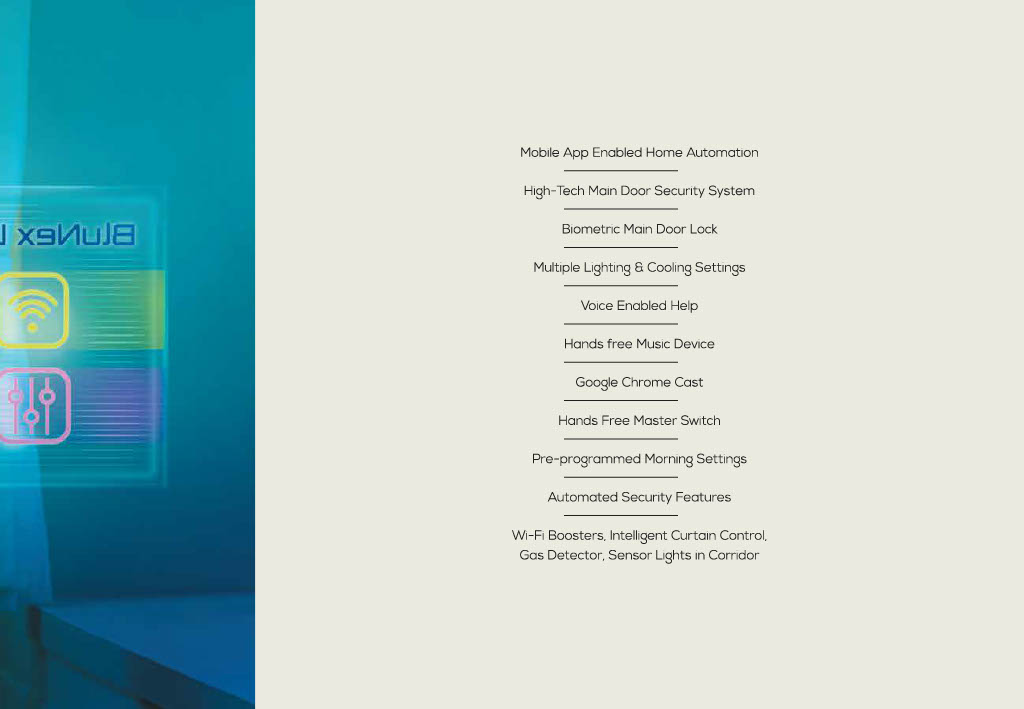 BluNex
Mobile App Enabled Home Automation
High-Tech Main Door Security System
Biometric Main Door Lock
Multiple Lighting & Cooling Settings
Voice Enabled Help
Hands free Music Device
Google Chrome Cast
Hands Free Master Switch
Pre-programmed Morning Settings
Automated Security Features
Wi-Fi Boosters, Intelligent Curtain Control,
Gas Detector, Sensor Lights in Corridor